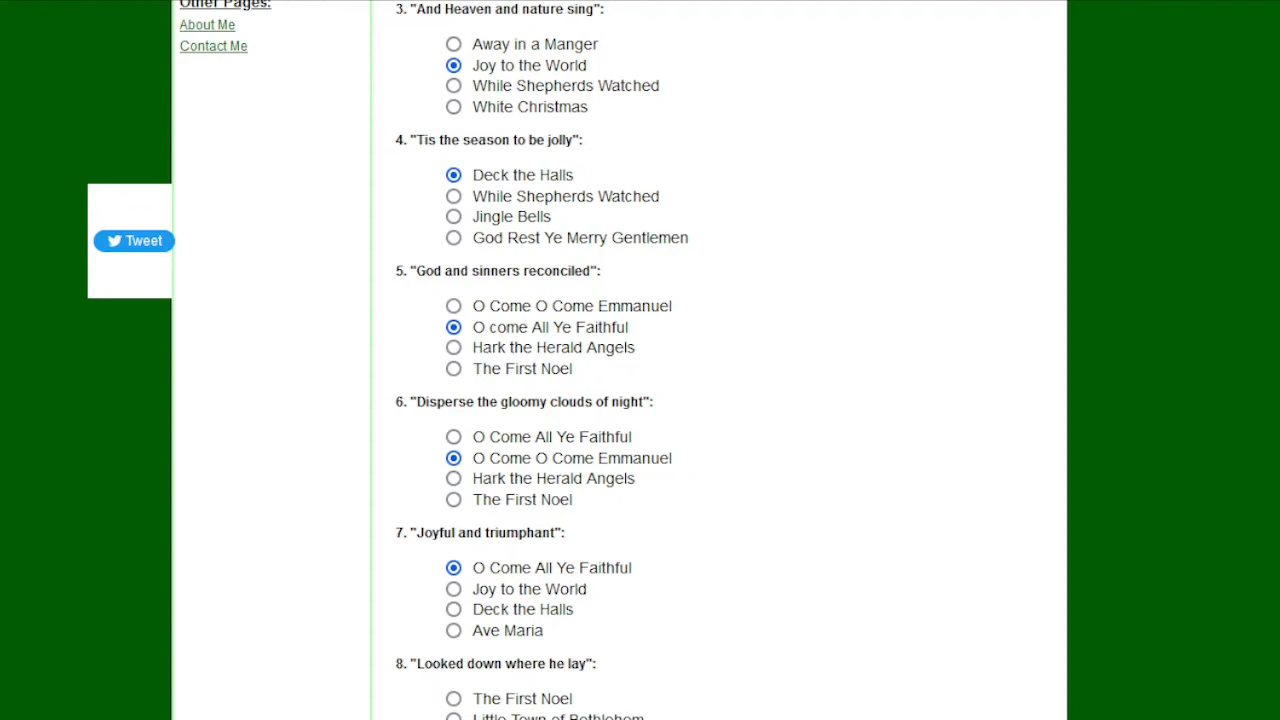 Other Pages:
About Me
Contact Me
Tweet
3. "And Heaven and nature sing":
Away in a Manger
Joy to the World
While Shepherds Watched
White Christmas
4. "Tis the season to be jolly":
Deck the Halls
While Shepherds Watched
Jingle Bells
God Rest Ye Merry Gentlemen
5. "God and sinners reconciled":
O Come O Come Emmanuel
O come All Ye Faithful
Hark the Herald Angels
The First Noel
6. "Disperse the gloomy clouds of night":
O Come All Ye Faithful
O Come O Come Emmanuel
Hark the Herald Angels
The First Noel
7. "Joyful and triumphant":
O Come All Ye Faithful
Joy to the World
Deck the Halls
Ave Maria
8. "Looked down where he lay":
The First Noel
Little Town of Bethlehem